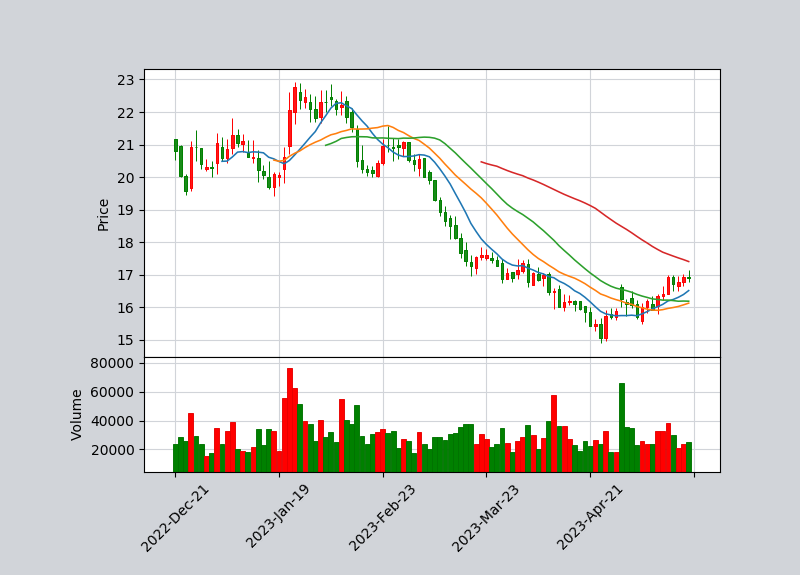 23
22
21
20
19
18
17
16
15
Price
80000
60000
40000
20000
Volume
2022-Dec-21
2023-Jan-19
2023-Feb-23
2023-Mar-23
2023-Apr-21